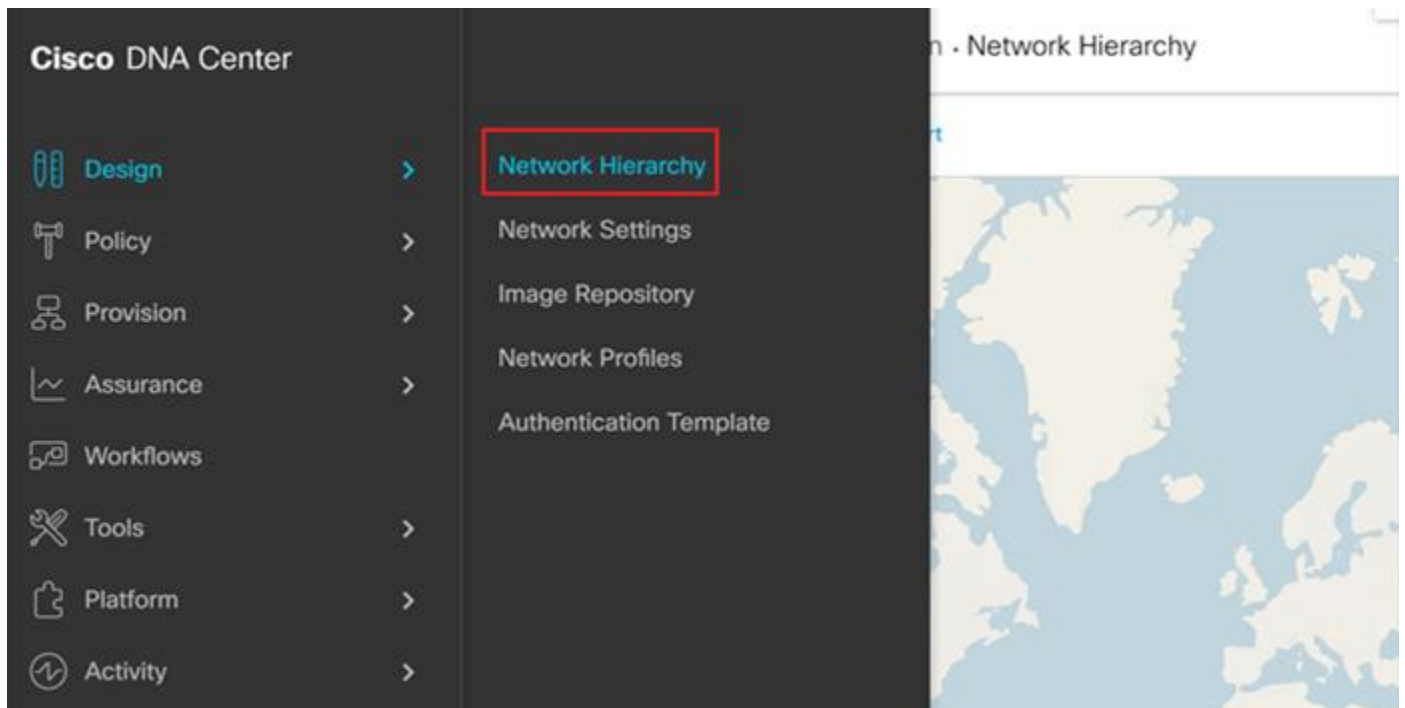 Cisco DNA Center
Design
Policy
Provision
Assurance
Workflows
Tools
Platform
Activity
Network Hierarchy
Network Settings
Image Repository
Network Profiles
Authentication Template
n · Network Hierarchy
rt